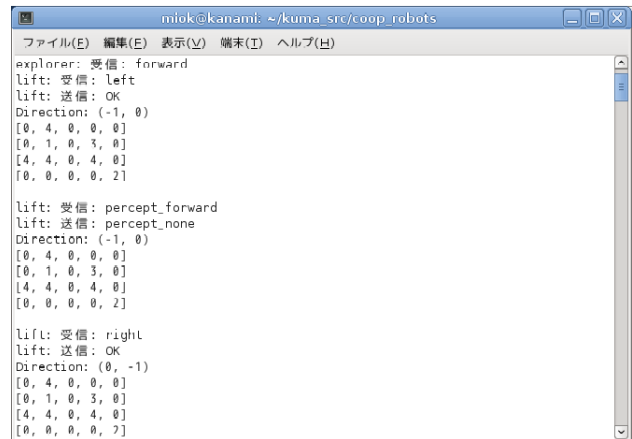 miok@kanami: ~/kuma_src/coop_robots
ファイル(F) 編集(E) 表示(V) 端末(T) ヘルプ(H)
explorer: 受信: forward
lift: 受信: left
lift: 送信: OK
Direction: (-1, 0)
[0, 4, 0, 0, 0]
[0, 1, 0, 3, 0]
[4, 4, 0, 4, 0]
[0, 0, 0, 0, 2]
lift: 受信: percept_forward
lift: 送信: percept_none
Direction: (-1, 0)
[0, 4, 0, 0, 0]
[0, 1, 0, 3, 0]
[4, 4, 0, 4, 0]
[0, 0, 0, 0, 2]
lift: 受信: right
lift: 送信: OK
Direction: (0, -1)
[0, 4, 0, 0, 0]
[0, 1, 0, 3, 0]
[4, 4, 0, 4, 0]
[0, 0, 0, 0, 2]